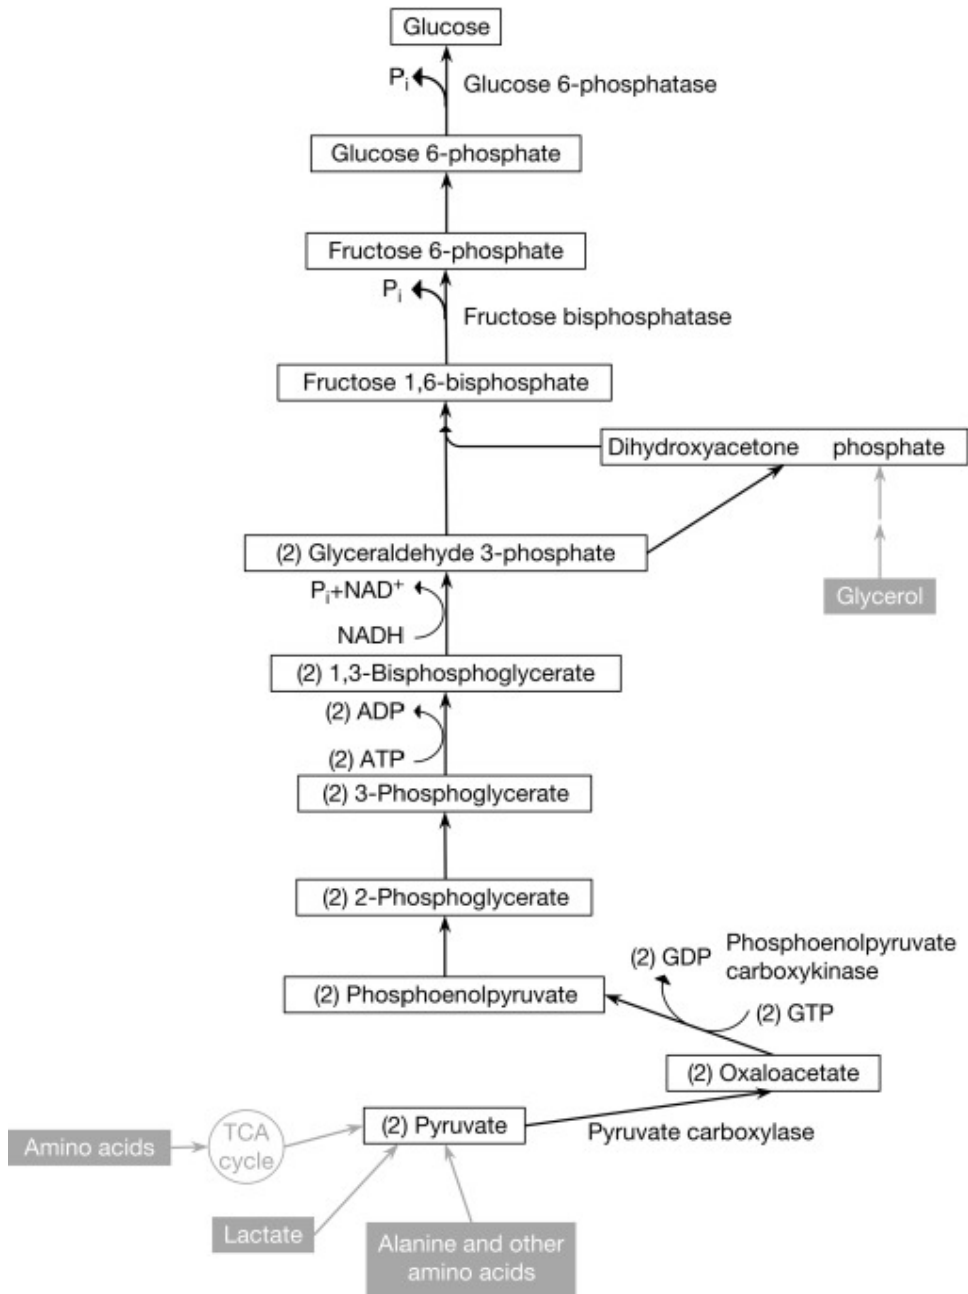 Glucose
Pi
Glucose 6-phosphatase
Glucose 6-phosphate
Fructose 6-phosphate
Pi
Fructose bisphosphatase
Fructose 1,6-bisphosphate
Dihydroxyacetone phosphate
(2) Glyceraldehyde 3-phosphate
Pi+NAD+
Glycerol
NADH
(2) 1,3-Bisphosphoglycerate
(2) ADP
(2) ATP
(2) 3-Phosphoglycerate
(2) 2-Phosphoglycerate
(2) GDP
Phosphoenolpyruvate
carboxykinase
(2) Phosphoenolpyruvate
(2) GTP
(2) Oxaloacetate
Amino acids
TCA
cycle
(2) Pyruvate
Pyruvate carboxylase
Lactate
Alanine and other
amino acids